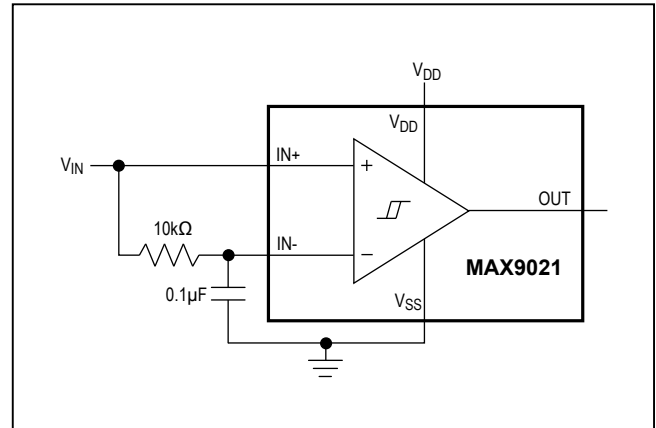 V_DD
V_DD
V_IN
IN+
+
10kΩ
IN-
−
OUT
MAX9021
0.1µF
V_SS